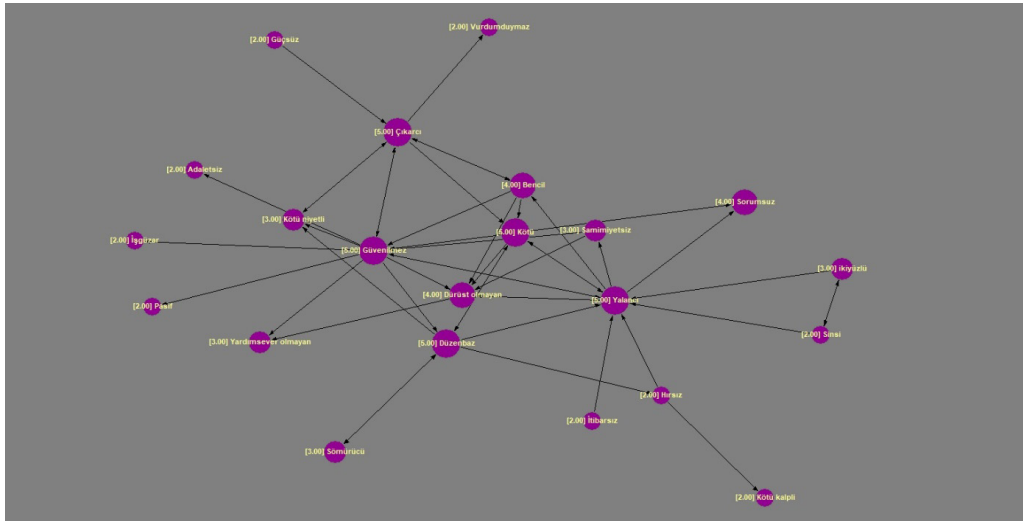 [2.00] Vurdumduymaz
[2.00] Güçsüz
[5.00] Çıkarcı
[2.00] Adaletsiz
[4.00] Bencil
[4.00] Sorumsuz
[3.00] Kötü niyetli
[6.00] Kötü
[3.00] Samimiyetsiz
[2.00] İşgüzar
[5.00] Güvenilmez
[3.00] ikiyüzlü
[4.00] Dürüst olmayan
[5.00] Yalancı
[2.00] Pasif
[2.00] Sinsi
[3.00] Yardımsever olmayan
[5.00] Düzenbaz
[2.00] Hırsız
[2.00] İtibarsız
[3.00] Sömürücü
[2.00] Kötü kalpli